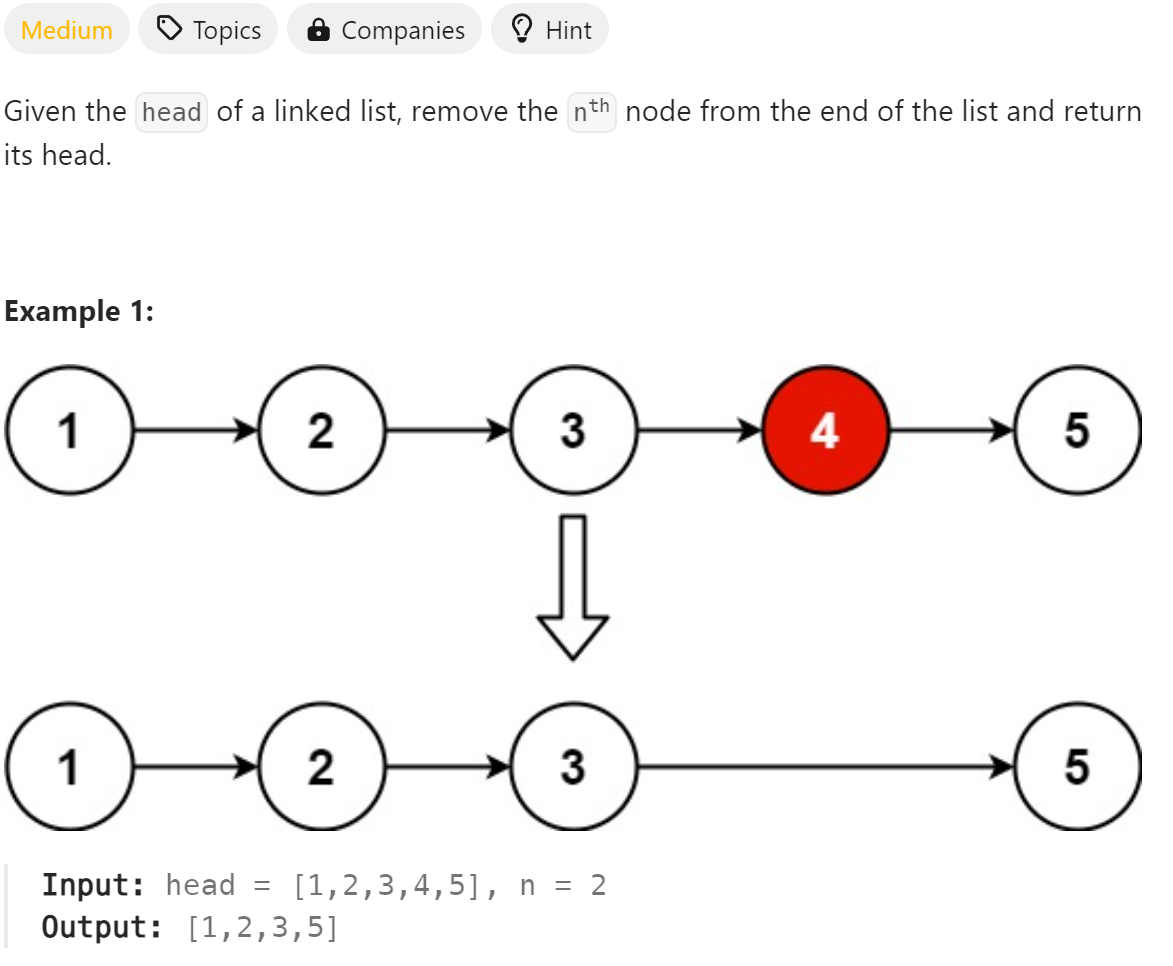 Medium Topics Companies Hint
Given the head of a linked list, remove the nth node from the end of the list and return
its head.
Example 1:
1 2 3 4 5
1 2 3 5
Input: head = [1,2,3,4,5], n = 2
Output: [1,2,3,5]